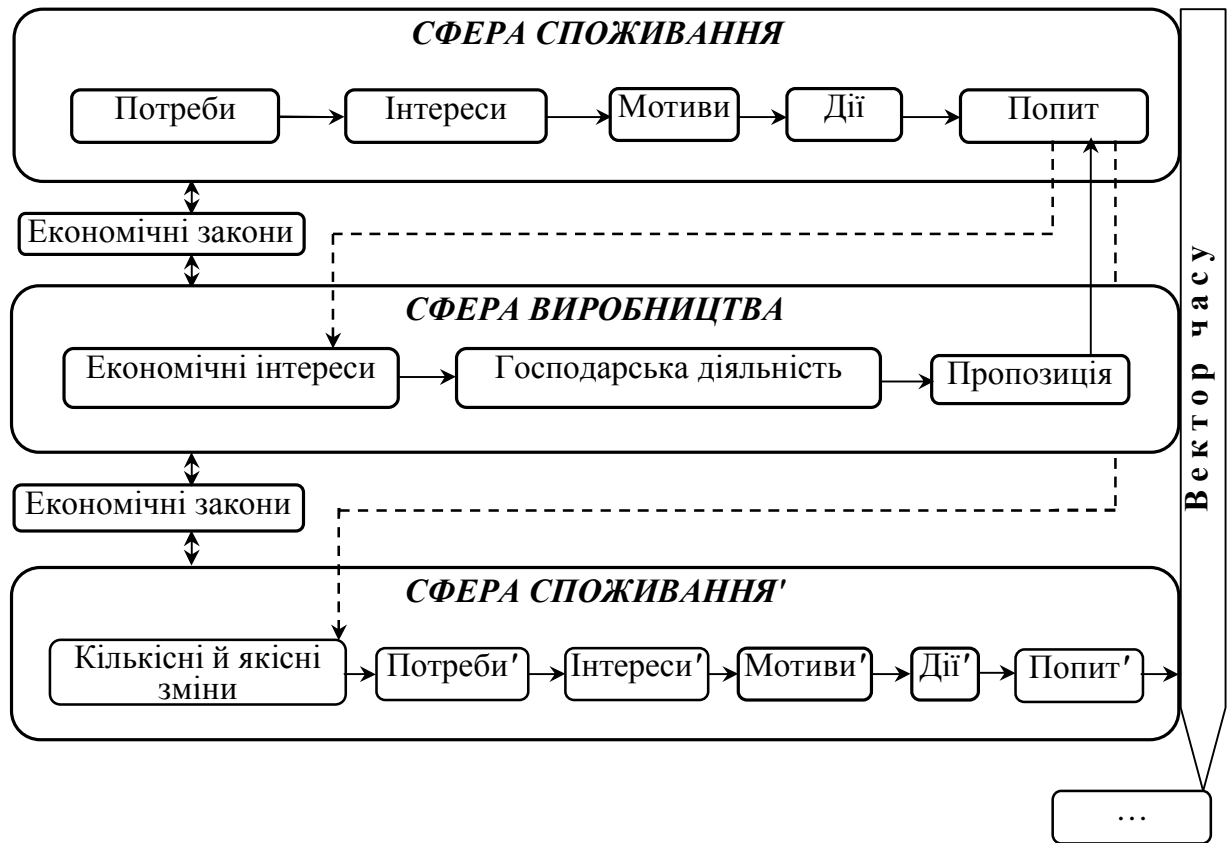 СФЕРА СПОЖИВАННЯ
Потреби
Інтереси
Мотиви
Дії
Попит
Економічні закони
СФЕРА ВИРОБНИЦТВА
Економічні інтереси
Господарська діяльність
Пропозиція
Економічні закони
СФЕРА СПОЖИВАННЯ'
Кількісні й якісні
зміни
Потреби'
Інтереси'
Мотиви'
Дії'
Попит'
Вектор часу
…